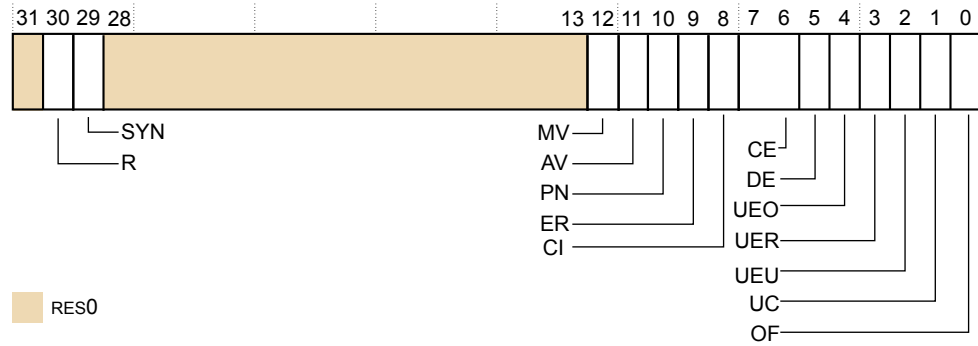 31 30 29 28 13 12 11 10 9 8 7 6 5 4 3 2 1 0
SYN
R
MV
AV
PN
ER
CI
CE
DE
UEO
UER
UEU
UC
OF
RES0